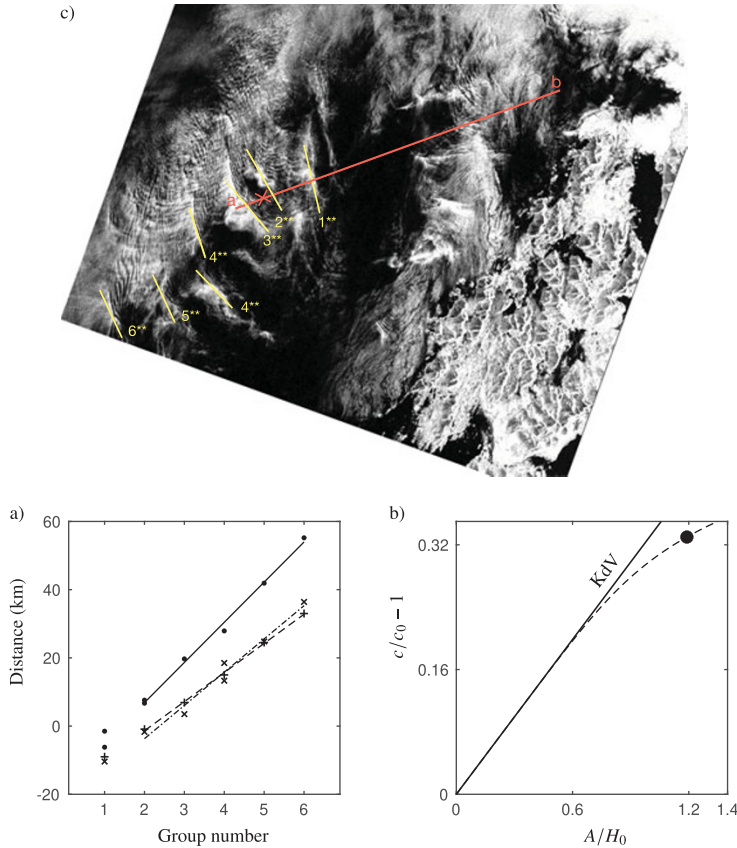 c)
b
a
1**
2**
3**
4**
4**
5**
6**
a)
60
40
20
0
-20
Distance (km)
1 2 3 4 5 6
Group number
b)
0.32
0.16
0
c/c₀ − 1
KdV
0 0.6 1.2 1.4
A/H₀